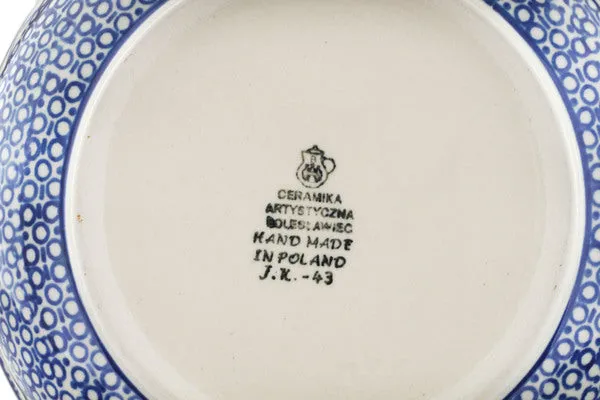 CERAMIKA
ARTYSTYCZNA
BOLESŁAWIEC
HAND MADE
IN POLAND
J.K.-43